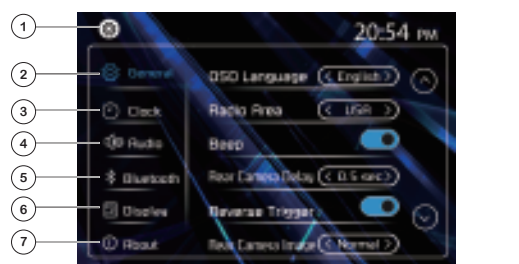 1
20:54 PM
2 General OSD Language < English >
3 Clock Radio Area < USA >
4 Audio Beep
5 Bluetooth Rear Camera Delay < 0.5 sec >
6 Display Reverse Trigger
7 About Rear Camera Image < Normal >